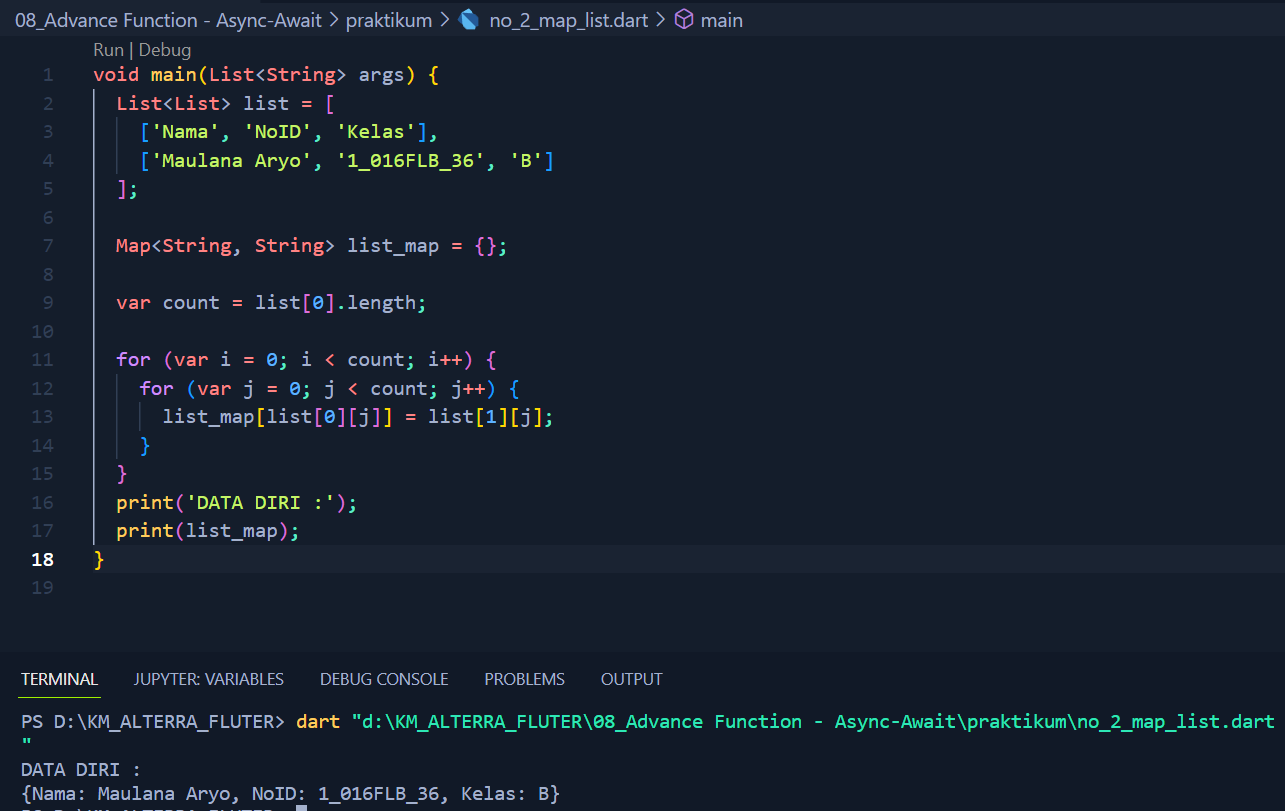 08_Advance Function - Async-Await > praktikum > no_2_map_list.dart > main
Run | Debug
1 void main(List<String> args) {
2 List<List> list = [
3 ['Nama', 'NoID', 'Kelas'],
4 ['Maulana Aryo', '1_016FLB_36', 'B']
5 ];
6
7 Map<String, String> list_map = {};
8
9 var count = list[0].length;
10
11 for (var i = 0; i < count; i++) {
12 for (var j = 0; j < count; j++) {
13 list_map[list[0][j]] = list[1][j];
14 }
15 }
16 print('DATA DIRI :');
17 print(list_map);
18 }
19
TERMINAL JUPYTER: VARIABLES DEBUG CONSOLE PROBLEMS OUTPUT
PS D:\KM_ALTERRA_FLUTER> dart "d:\KM_ALTERRA_FLUTER\08_Advance Function - Async-Await\praktikum\no_2_map_list.dart
"
DATA DIRI :
{Nama: Maulana Aryo, NoID: 1_016FLB_36, Kelas: B}